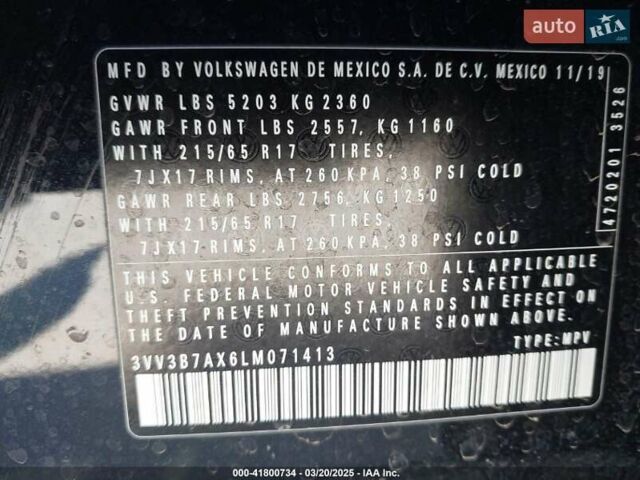 auto
RIA.com
MFD BY VOLKSWAGEN DE MEXICO S.A. DE C.V. MEXICO 11/19
GVWR LBS 5203 KG 2360
GAWR FRONT LBS 2557, KG 1160
WITH 215/65 R17 TIRES,
7JX17 RIMS, AT 260 KPA, 38 PSI COLD
GAWR REAR LBS 2756, KG 1250
WITH 215/65 R17 TIRES,
7JX17 RIMS, AT 260 KPA, 38 PSI COLD
THIS VEHICLE CONFORMS TO ALL APPLICABLE
U.S. FEDERAL MOTOR VEHICLE SAFETY AND
THEFT PREVENTION STANDARDS IN EFFECT ON
THE DATE OF MANUFACTURE SHOWN ABOVE.
3VV3B7AX6LM071413
TYPE:MPV
4720201 3526
000-41800734 - 03/20/2025 - IAA Inc.